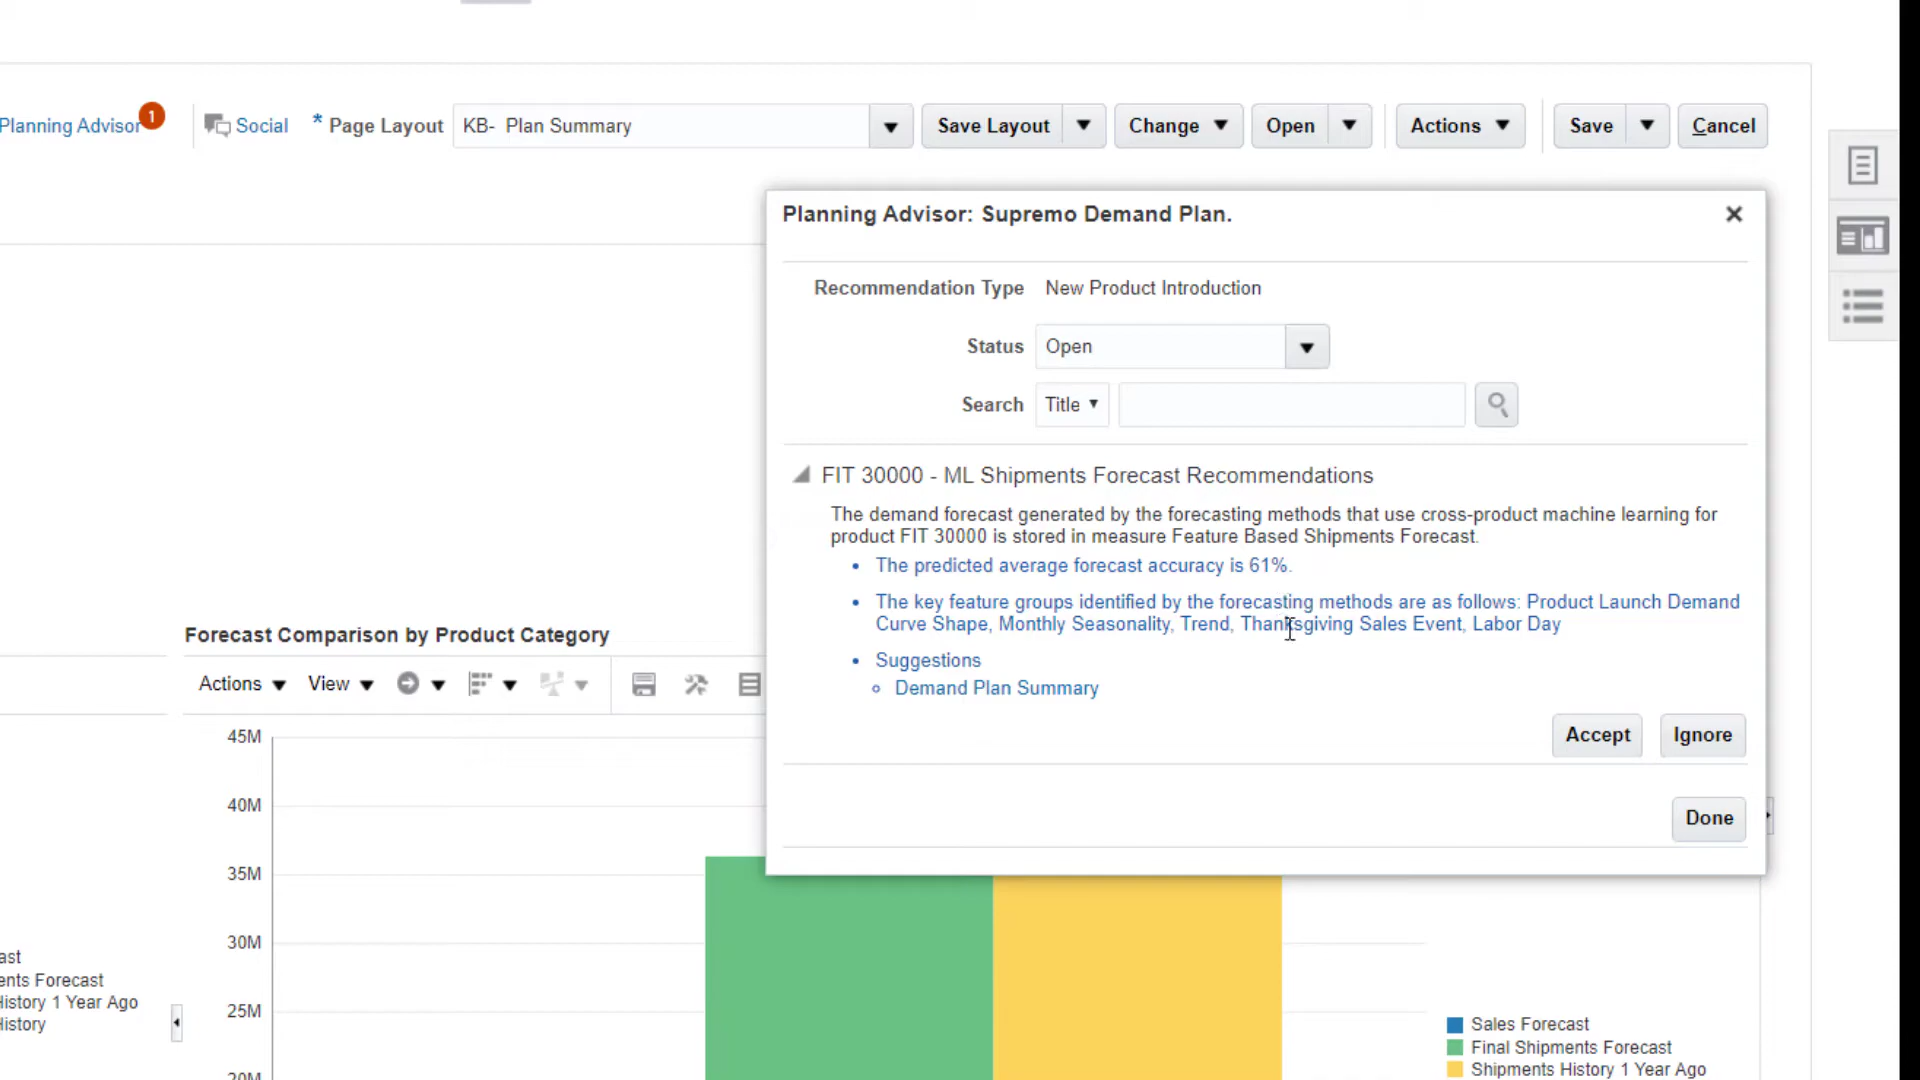 Planning Advisor 1 Social * Page Layout KB- Plan Summary Save Layout Change Open Actions Save Cancel
Planning Advisor: Supremo Demand Plan.
Recommendation Type New Product Introduction
Status Open
Search Title
FIT 30000 - ML Shipments Forecast Recommendations
The demand forecast generated by the forecasting methods that use cross-product machine learning for
product FIT 30000 is stored in measure Feature Based Shipments Forecast.
• The predicted average forecast accuracy is 61%.
• The key feature groups identified by the forecasting methods are as follows: Product Launch Demand
Curve Shape, Monthly Seasonality, Trend, Thanksgiving Sales Event, Labor Day
• Suggestions
Demand Plan Summary
Accept Ignore
Done
Forecast Comparison by Product Category
Actions View
45M
40M
35M
30M
25M
20M
ast
ents Forecast
History 1 Year Ago
History
Sales Forecast
Final Shipments Forecast
Shipments History 1 Year Ago